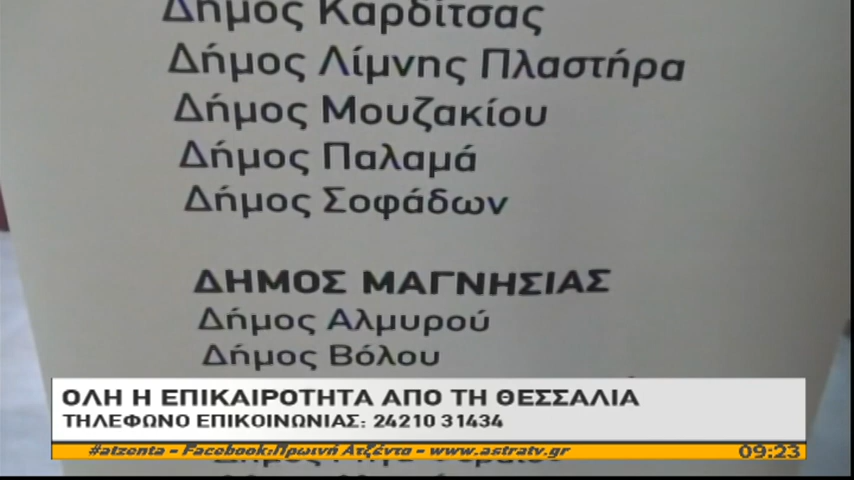 Δήμος Καρδίτσας
Δήμος Λίμνης Πλαστήρα
Δήμος Μουζακίου
Δήμος Παλαμά
Δήμος Σοφάδων
ΔΗΜΟΣ ΜΑΓΝΗΣΙΑΣ
Δήμος Αλμυρού
Δήμος Βόλου
ΟΛΗ Η ΕΠΙΚΑΙΡΟΤΗΤΑ ΑΠΟ ΤΗ ΘΕΣΣΑΛΙΑ
ΤΗΛΕΦΩΝΟ ΕΠΙΚΟΙΝΩΝΙΑΣ: 24210 31434
#atzenta - Facebook:Πρωινή Ατζέντα - www.astratv.gr
09:23
Δήμος